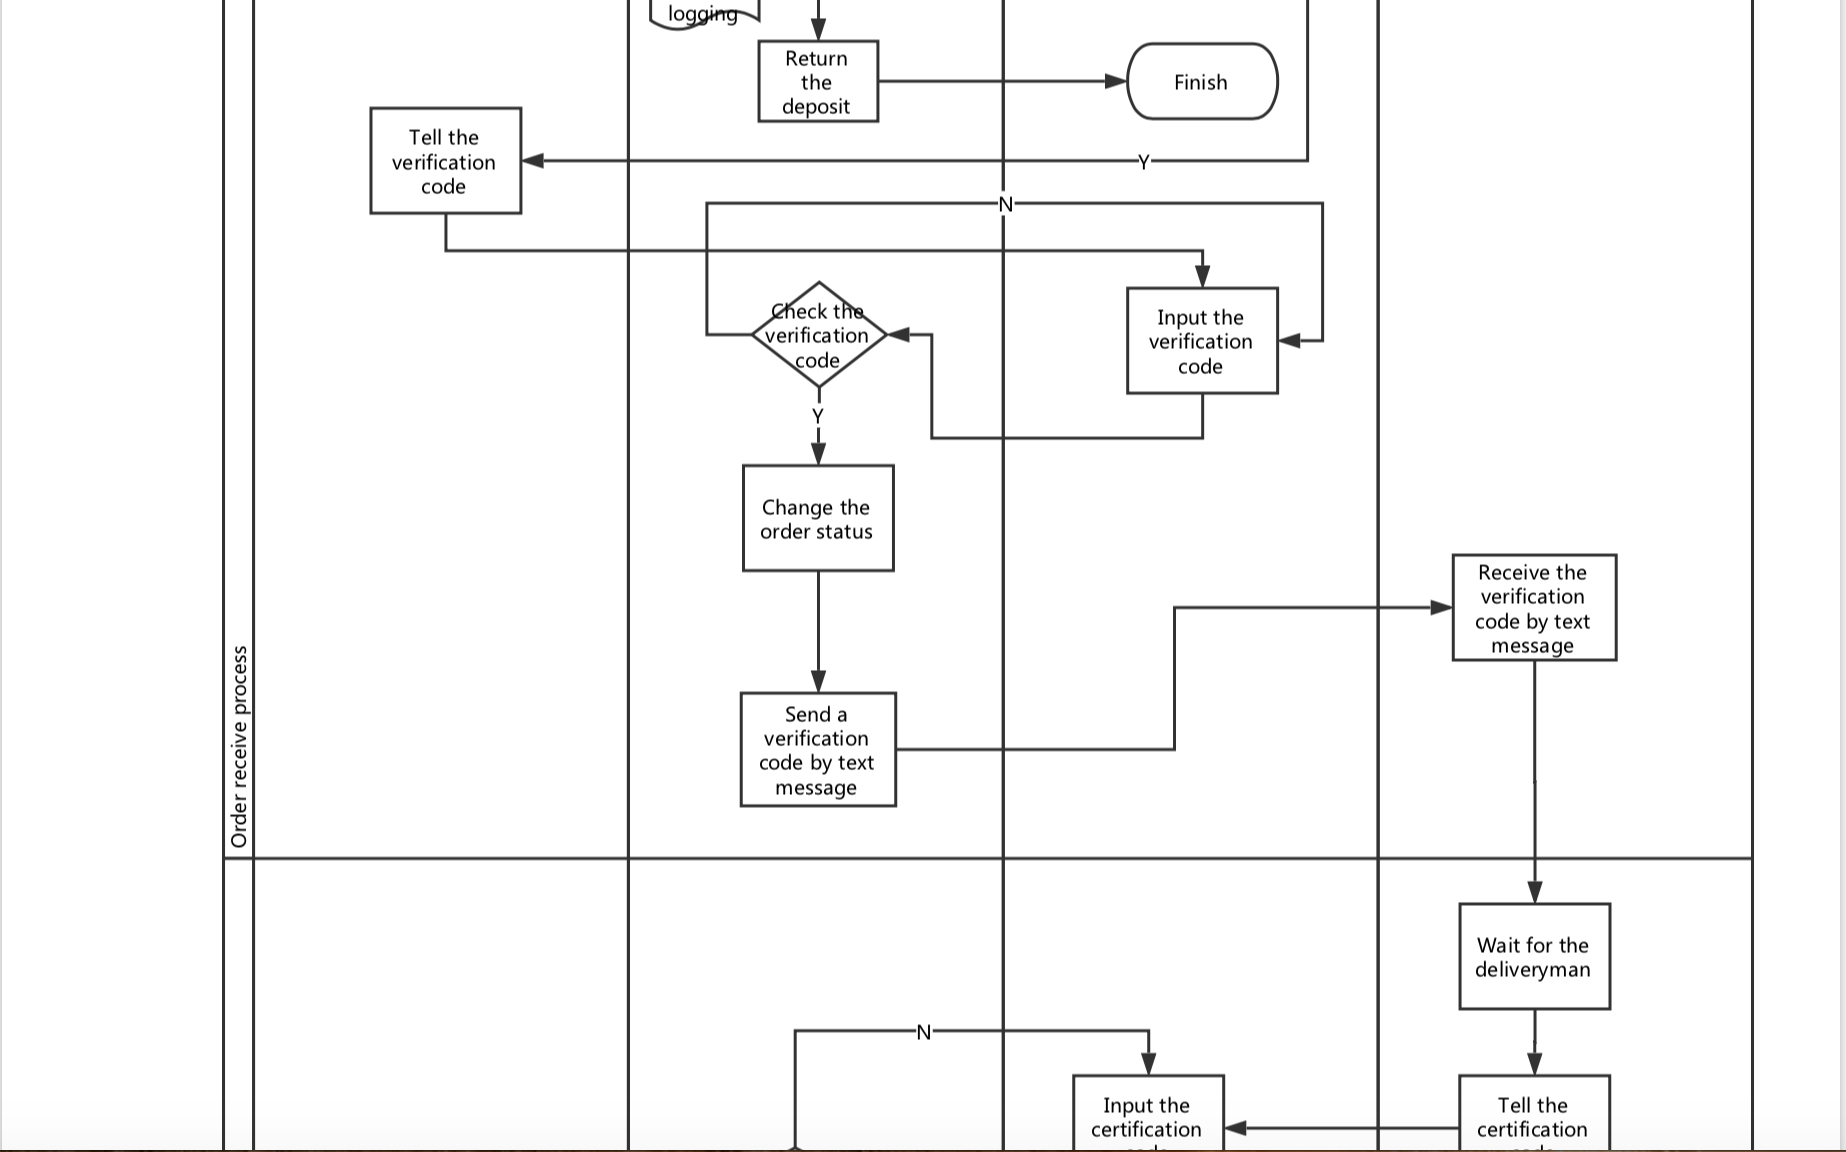 logging
Return
the
deposit
Finish
Tell the
verification
code
Y
N
Check the
verification
code
Input the
verification
code
Y
Change the
order status
Receive the
verification
code by text
message
Order receive process
Send a
verification
code by text
message
Wait for the
deliveryman
N
Input the
certification
Tell the
certification